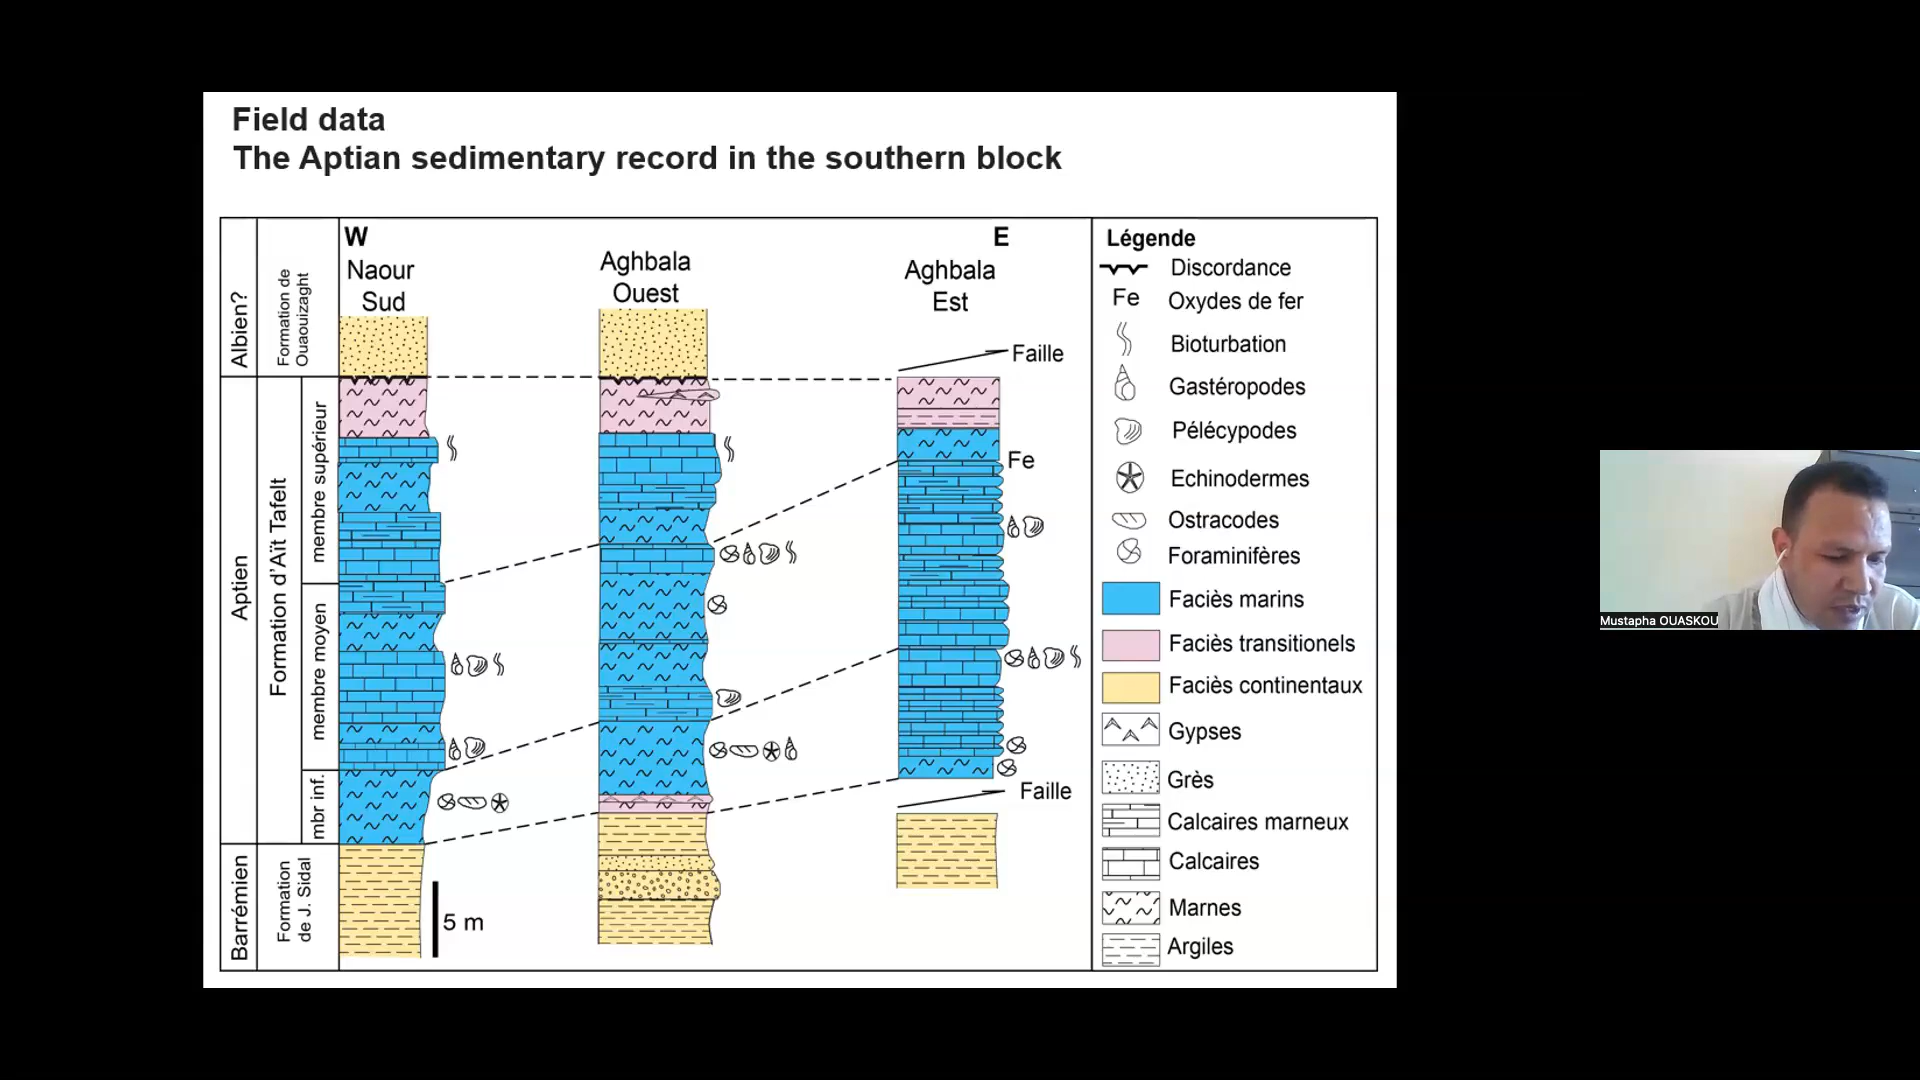 Field data
The Aptian sedimentary record in the southern block
W
E
Naour
Sud
Aghbala
Ouest
Aghbala
Est
Albien?
Formation de
Ouaouizaght
Aptien
Formation d'Aït Tafelt
membre supérieur
membre moyen
mbr inf.
Barrémien
Formation
de J. Sidal
Faille
Fe
Faille
5 m
Légende
Discordance
Fe Oxydes de fer
Bioturbation
Gastéropodes
Pélécypodes
Echinodermes
Ostracodes
Foraminifères
Faciès marins
Faciès transitionels
Faciès continentaux
Gypses
Grès
Calcaires marneux
Calcaires
Marnes
Argiles
Mustapha OUASKOU